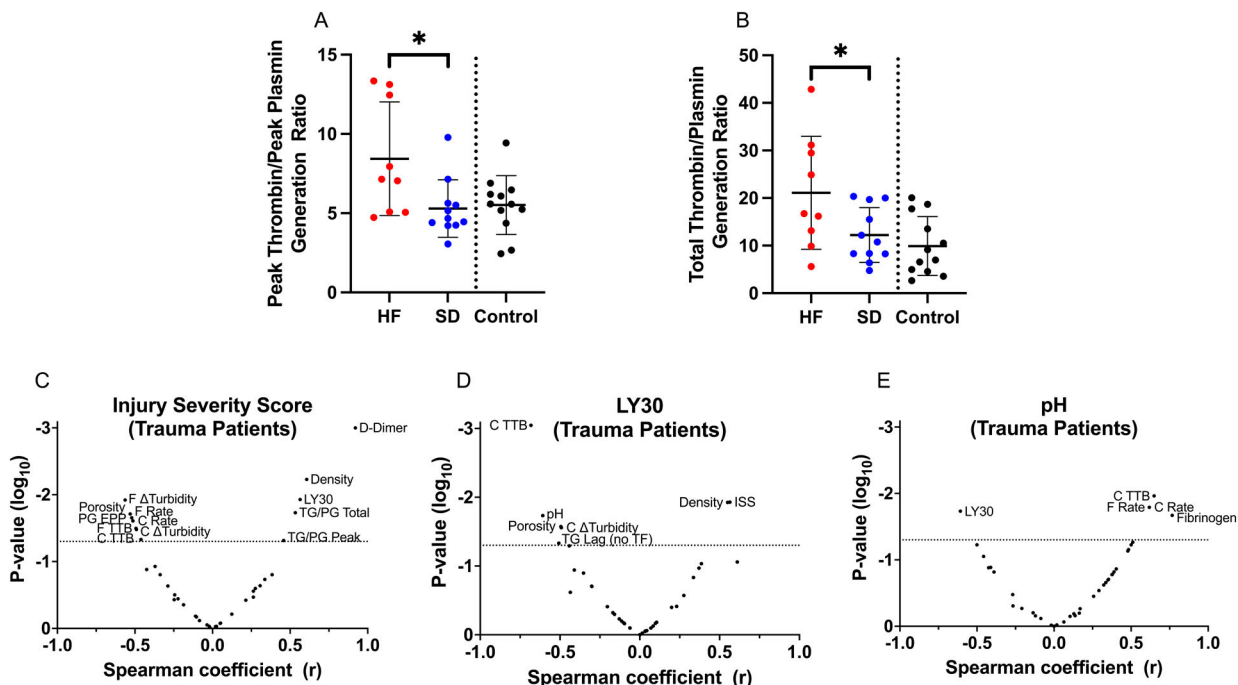 A
*
Peak Thrombin/Peak Plasmin
Generation Ratio
15
10
5
0
HF
SD
Control
B
*
Total Thrombin/Plasmin
Generation Ratio
50
40
30
20
10
0
HF
SD
Control
C
Injury Severity Score
(Trauma Patients)
P-value (log10)
-3
-2
-1
0
D-Dimer
Density
LY30
TG/PG Total
TG/PG Peak
F ΔTurbidity
Porosity
F Rate
PG EPP
C Rate
F TTB
C ΔTurbidity
C TTB
-1.0
-0.5
0.0
0.5
1.0
Spearman coefficient (r)
D
LY30
(Trauma Patients)
P-value (log10)
-3
-2
-1
0
C TTB
Density
ISS
pH
Porosity
C ΔTurbidity
TG Lag (no TF)
-1.0
-0.5
0.0
0.5
1.0
Spearman coefficient (r)
E
pH
(Trauma Patients)
P-value (log10)
-3
-2
-1
0
LY30
C TTB
F Rate
C Rate
Fibrinogen
-1.0
-0.5
0.0
0.5
1.0
Spearman coefficient (r)